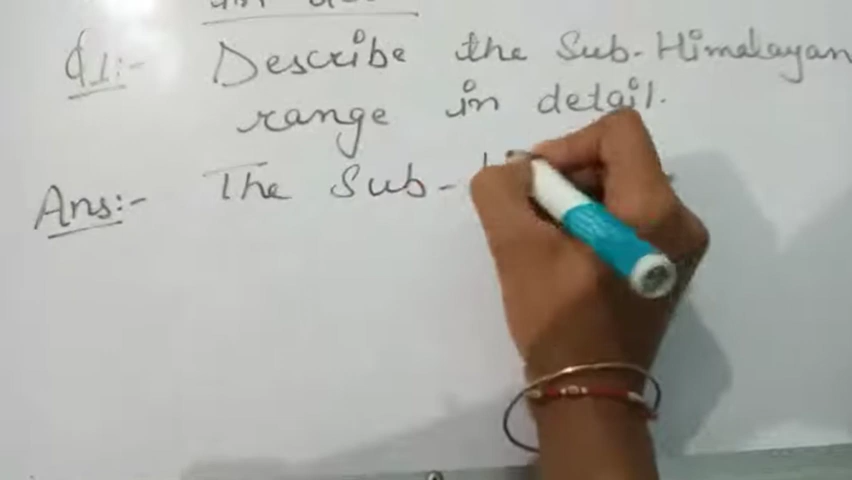 Q1:- Describe the Sub-Himalayan
range in detail.
Ans:- The Sub-